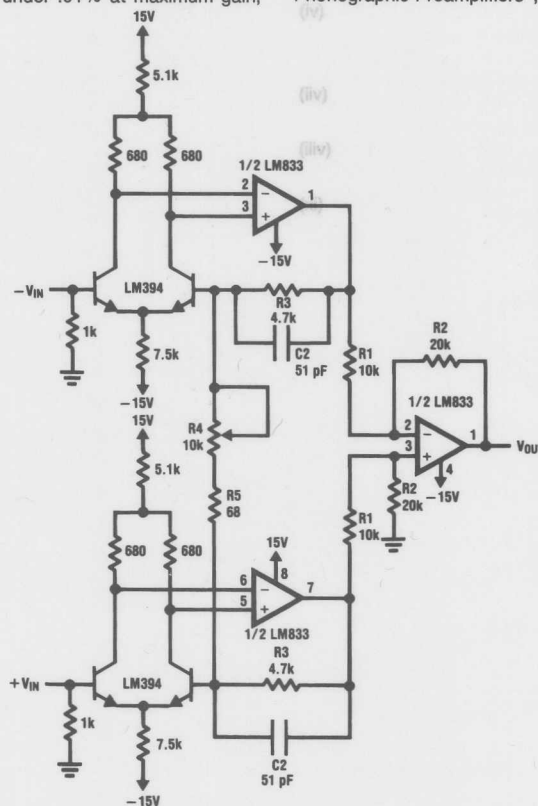 under .01% at maximum gain,
Phonographic Preamplifiers",
(iv)
15V
5.1k
(iiv)
680
680
(iiiv)
1/2 LM833
2
1
3
−15V
−VIN
LM394
R3
4.7k
1k
C2
51 pF
R2
20k
7.5k
R1
10k
1/2 LM833
−15V
15V
2
1
VOU
3
R4
10k
4
−15V
5.1k
R2
20k
R5
68
R1
10k
680
680
15V
8
6
7
5
1/2 LM833
R3
4.7k
+VIN
LM394
1k
7.5k
C2
51 pF
−15V